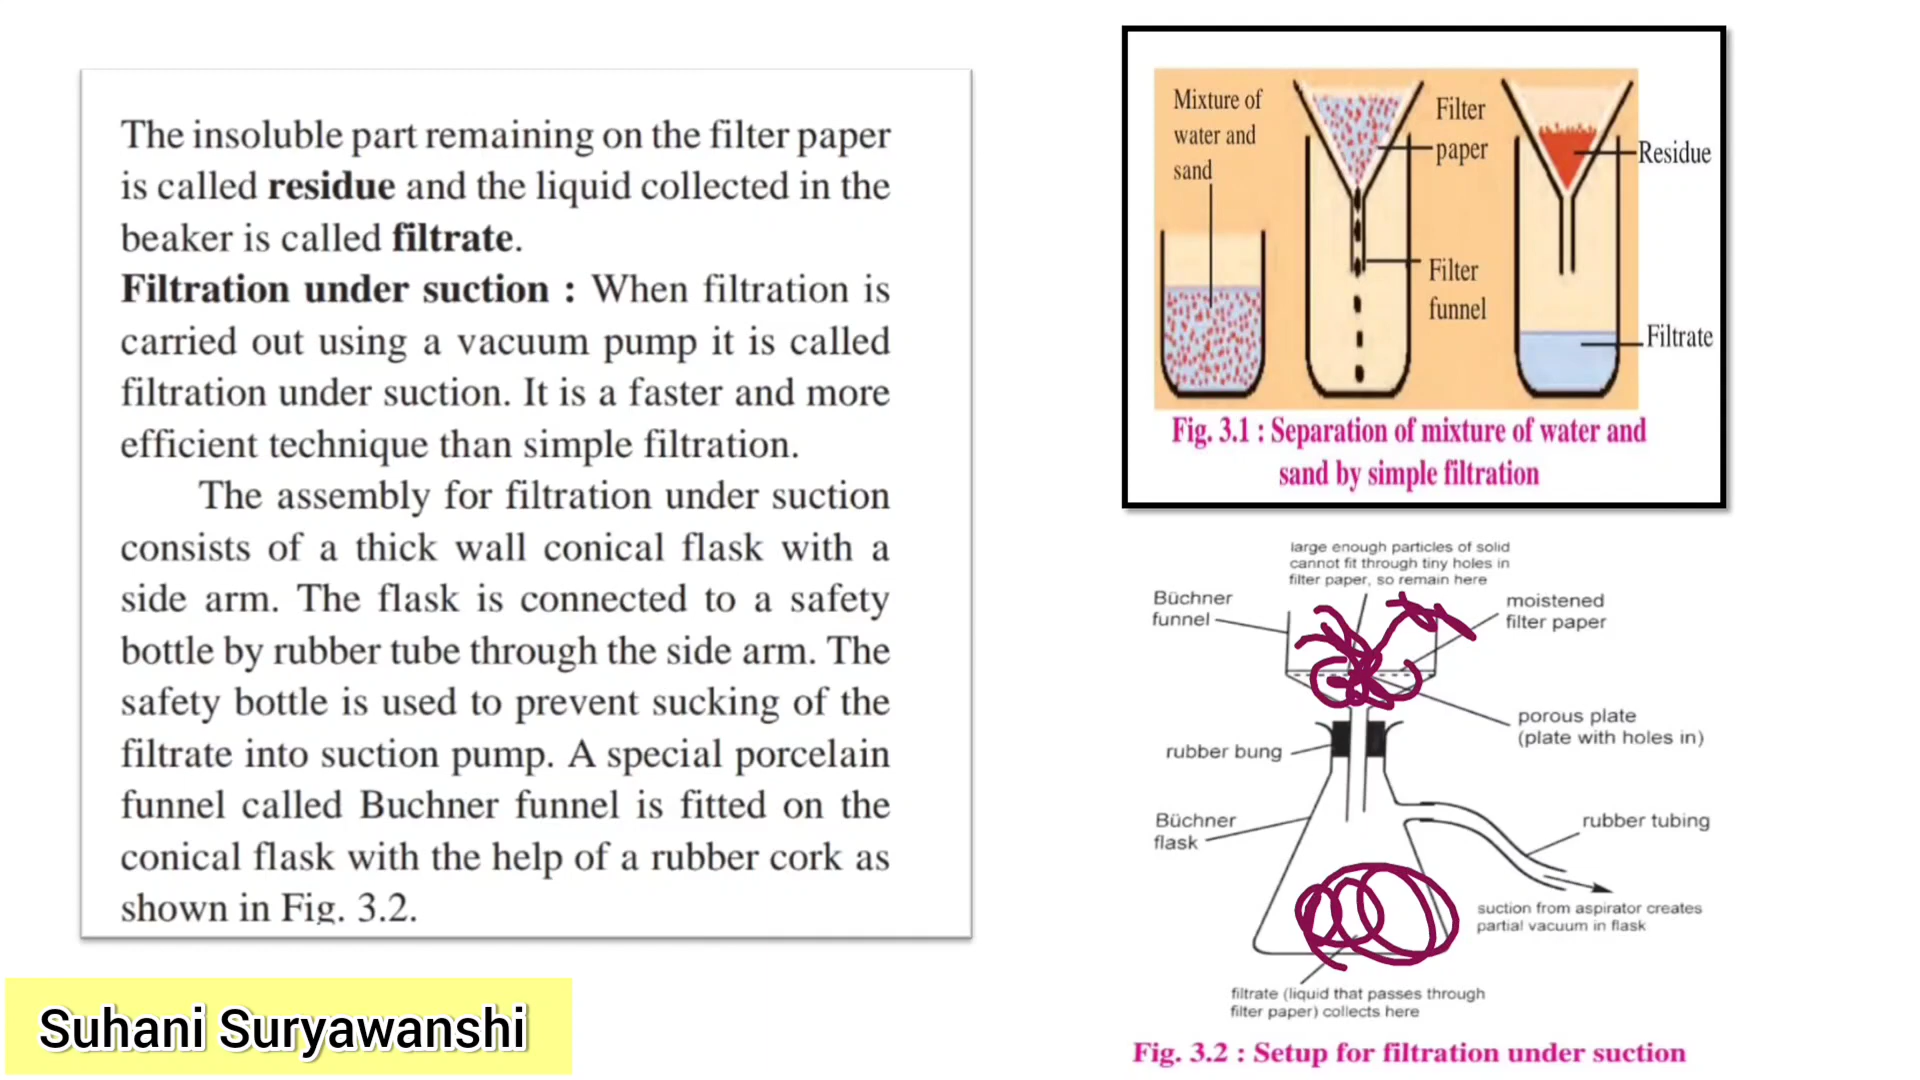 The insoluble part remaining on the filter paper
is called residue and the liquid collected in the
beaker is called filtrate.
Filtration under suction : When filtration is
carried out using a vacuum pump it is called
filtration under suction. It is a faster and more
efficient technique than simple filtration.
The assembly for filtration under suction
consists of a thick wall conical flask with a
side arm. The flask is connected to a safety
bottle by rubber tube through the side arm. The
safety bottle is used to prevent sucking of the
filtrate into suction pump. A special porcelain
funnel called Buchner funnel is fitted on the
conical flask with the help of a rubber cork as
shown in Fig. 3.2.
Suhani Suryawanshi
Mixture of
water and
sand
Filter
paper
Filter
funnel
Residue
Filtrate
Fig. 3.1 : Separation of mixture of water and
sand by simple filtration
large enough particles of solid
cannot fit through tiny holes in
filter paper, so remain here
Büchner
funnel
moistened
filter paper
porous plate
(plate with holes in)
rubber bung
Büchner
flask
rubber tubing
suction from aspirator creates
partial vacuum in flask
filtrate (liquid that passes through
filter paper) collects here
Fig. 3.2 : Setup for filtration under suction